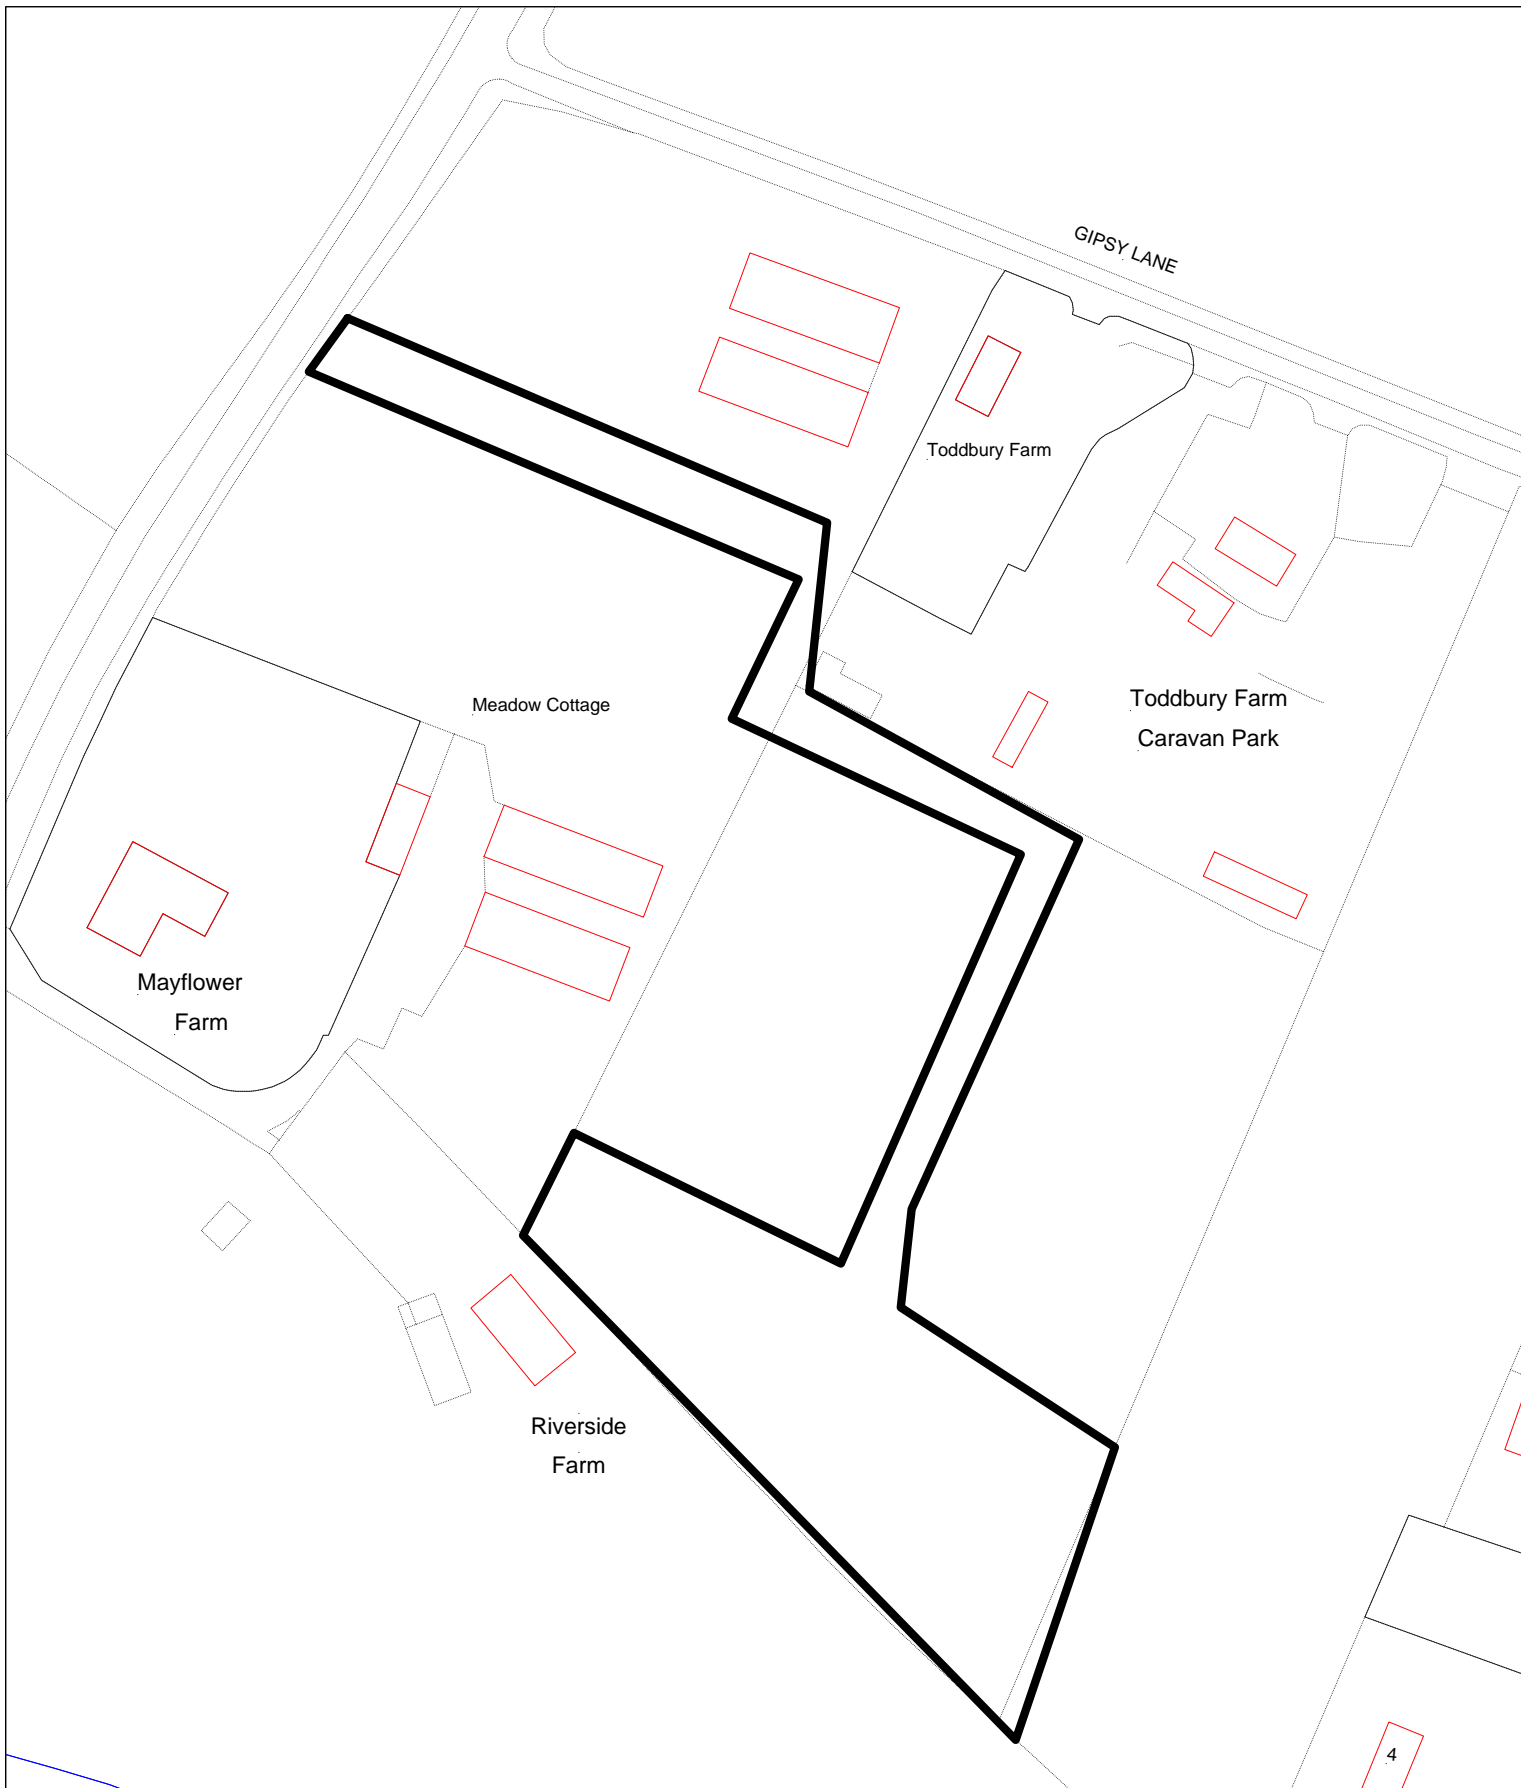 GIPSY LANE
Toddbury Farm
Meadow Cottage
Toddbury Farm
Caravan Park
Mayflower
Farm
Riverside
Farm
4